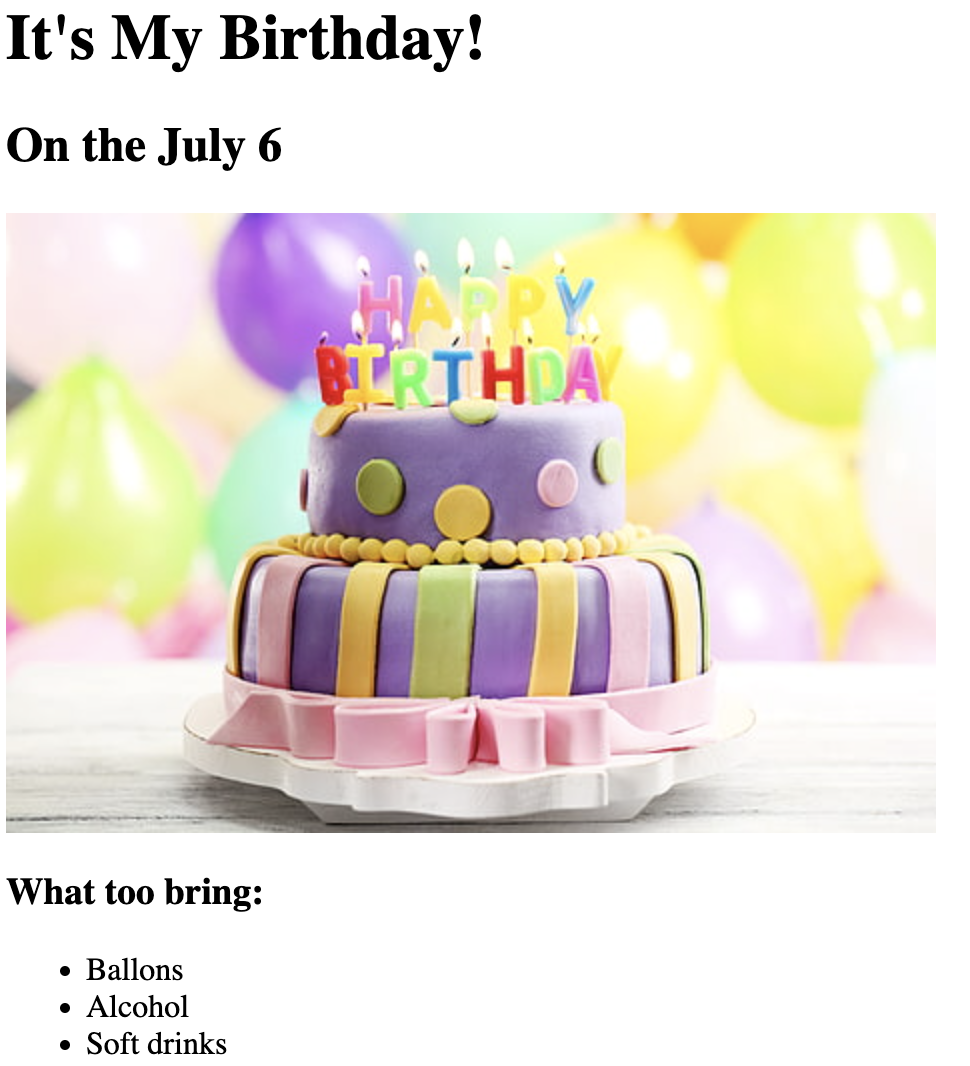 It's My Birthday!
On the July 6
HAPPY
BIRTHDAY
What too bring:
Ballons
Alcohol
Soft drinks